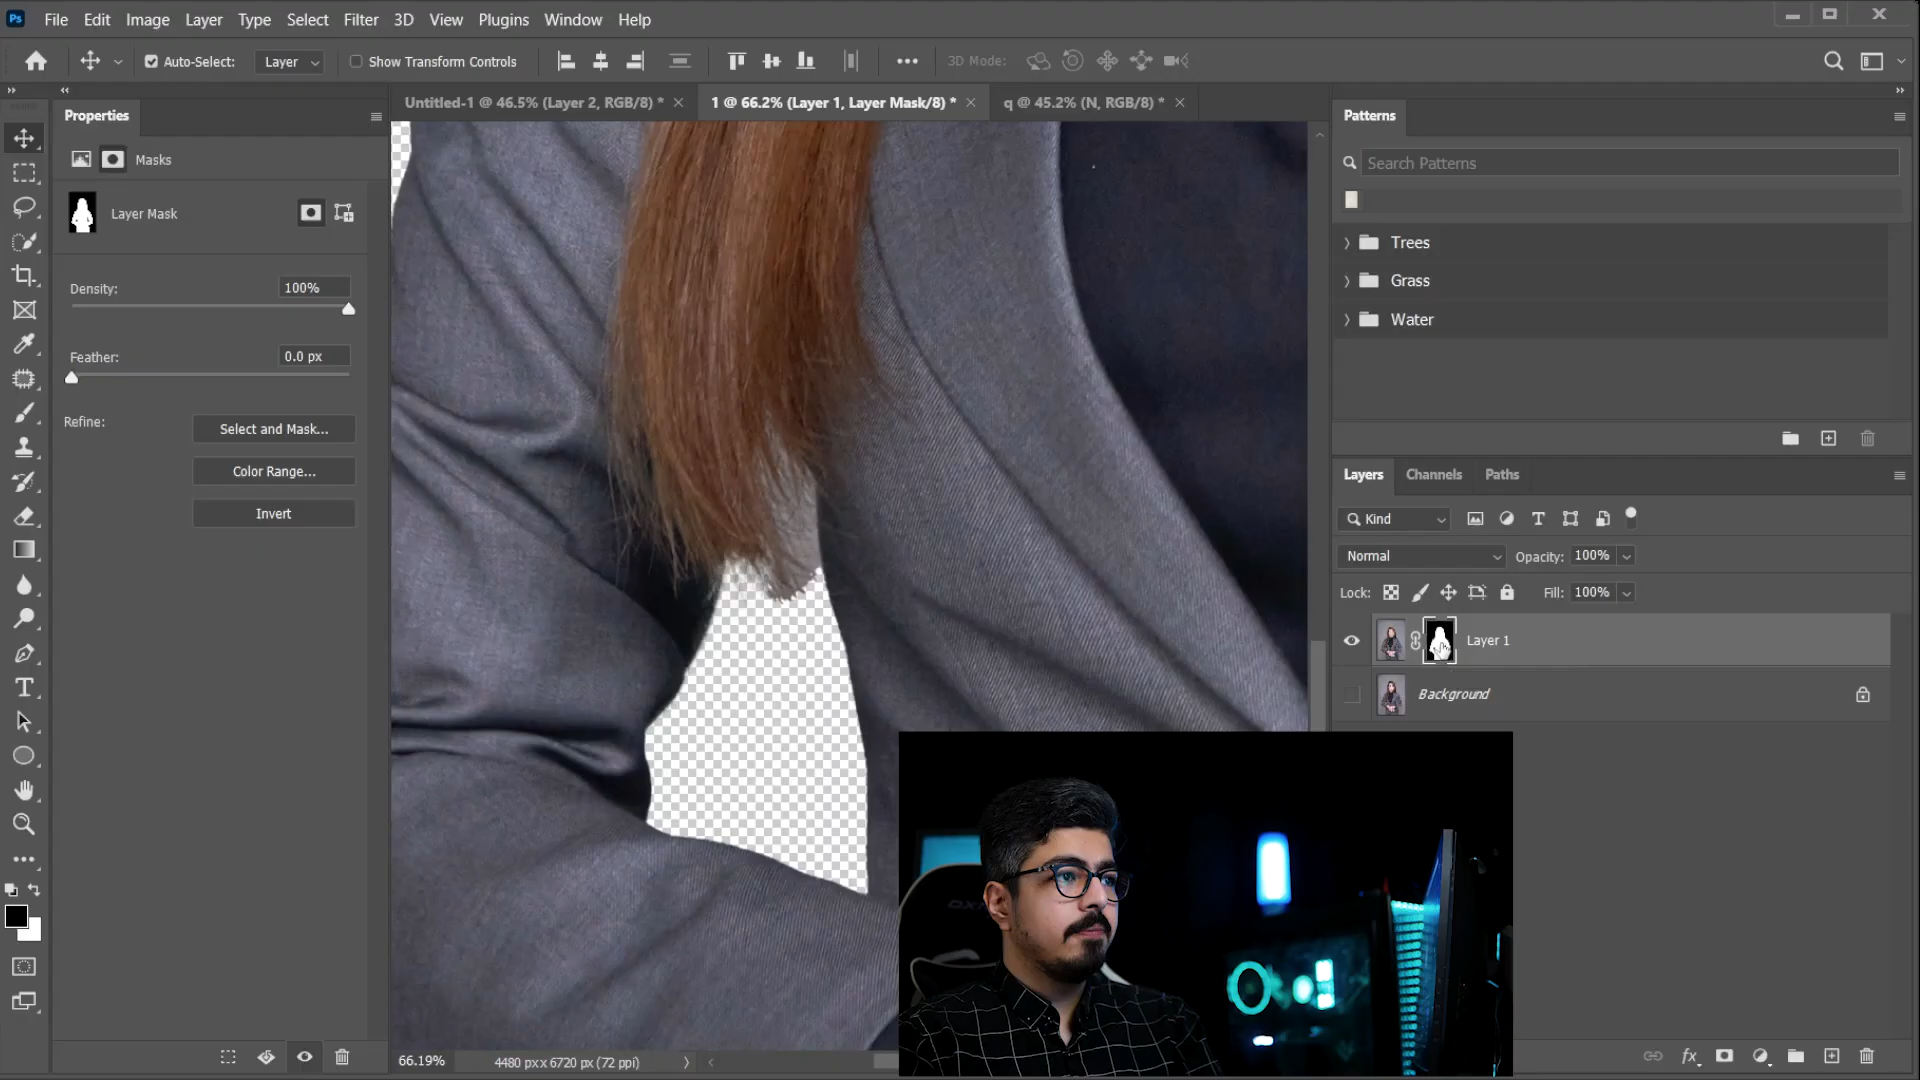 Ps File Edit Image Layer Type Select Filter 3D View Plugins Window Help
Auto-Select: Layer Show Transform Controls 3D Mode:
Untitled-1 @ 46.5% (Layer 2, RGB/8) *
1 @ 66.2% (Layer 1, Layer Mask/8) *
q @ 45.2% (N, RGB/8) *
Properties
Masks
Layer Mask
Density: 100%
Feather: 0.0 px
Refine: Select and Mask...
Color Range...
Invert
66.19% 4480 px x 6720 px (72 ppi)
Patterns
Search Patterns
Trees
Grass
Water
Layers Channels Paths
Kind
Normal Opacity: 100%
Lock: Fill: 100%
Layer 1
Background
fx